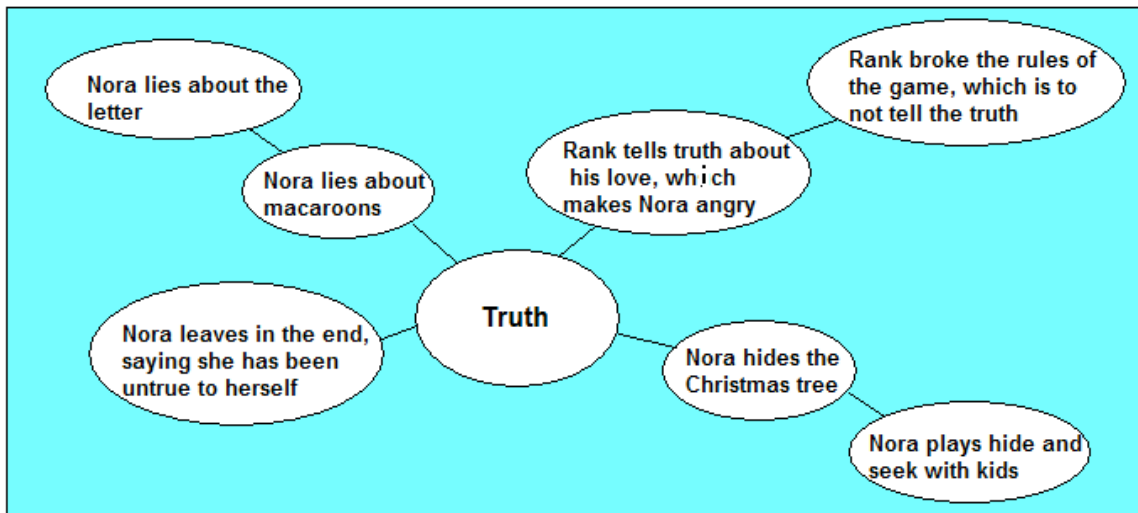 Nora lies about the
letter
Nora lies about
macaroons
Rank tells truth about
his love, which
makes Nora angry
Rank broke the rules of
the game, which is to
not tell the truth
Truth
Nora leaves in the end,
saying she has been
untrue to herself
Nora hides the
Christmas tree
Nora plays hide and
seek with kids